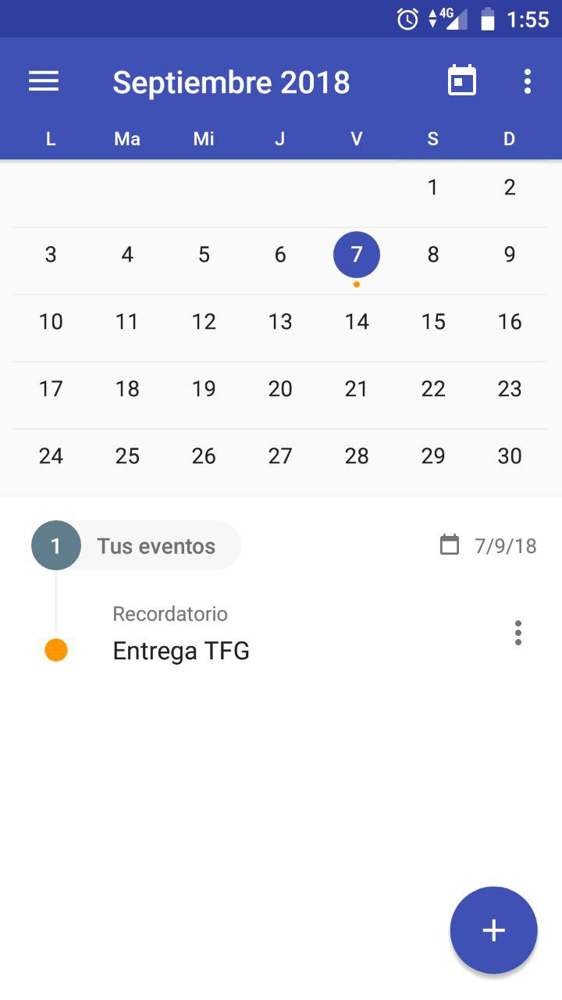 4G 1:55
Septiembre 2018
L Ma Mi J V S D
1 2
3 4 5 6 7 8 9
10 11 12 13 14 15 16
17 18 19 20 21 22 23
24 25 26 27 28 29 30
1 Tus eventos 7/9/18
Recordatorio
Entrega TFG